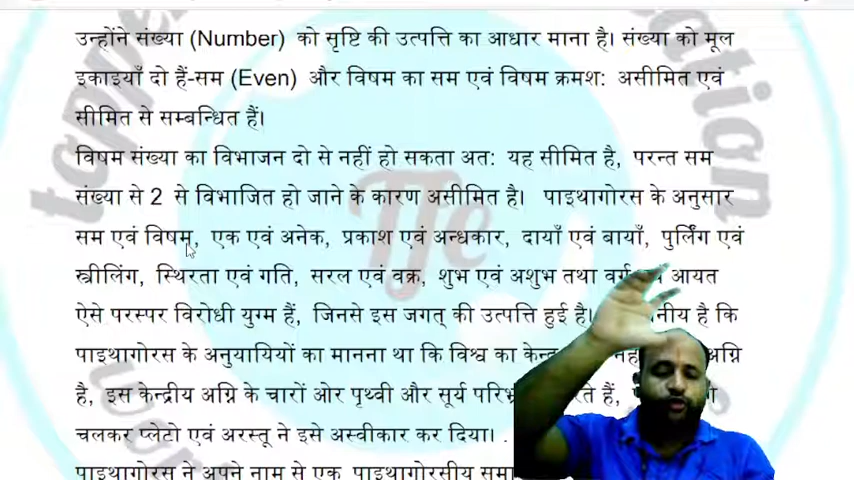 उन्होंने संख्या (Number) को सृष्टि की उत्पत्ति का आधार माना है। संख्या को मूल
इकाइयाँ दो हैं-सम (Even) और विषम का सम एवं विषम क्रमश: असीमित एवं
सीमित से सम्बन्धित हैं।
विषम संख्या का विभाजन दो से नहीं हो सकता अत: यह सीमित है, परन्त सम
संख्या से 2 से विभाजित हो जाने के कारण असीमित है। पाइथागोरस के अनुसार
सम एवं विषम, एक एवं अनेक, प्रकाश एवं अन्धकार, दायाँ एवं बायाँ, पुर्लिंग एवं
स्त्रीलिंग, स्थिरता एवं गति, सरल एवं वक्र, शुभ एवं अशुभ तथा वर्ग आयत
ऐसे परस्पर विरोधी युग्म हैं, जिनसे इस जगत् की उत्पत्ति हुई है। है कि
पाइथागोरस के अनुयायियों का मानना था कि विश्व का अग्नि
है, इस केन्द्रीय अग्नि के चारों ओर पृथ्वी और सूर्य हैं,
चलकर प्लेटो एवं अरस्तू ने इसे अस्वीकार कर दिया। .
पाइथागोरस ने अपने नाम से एक पाइथागोरसीय